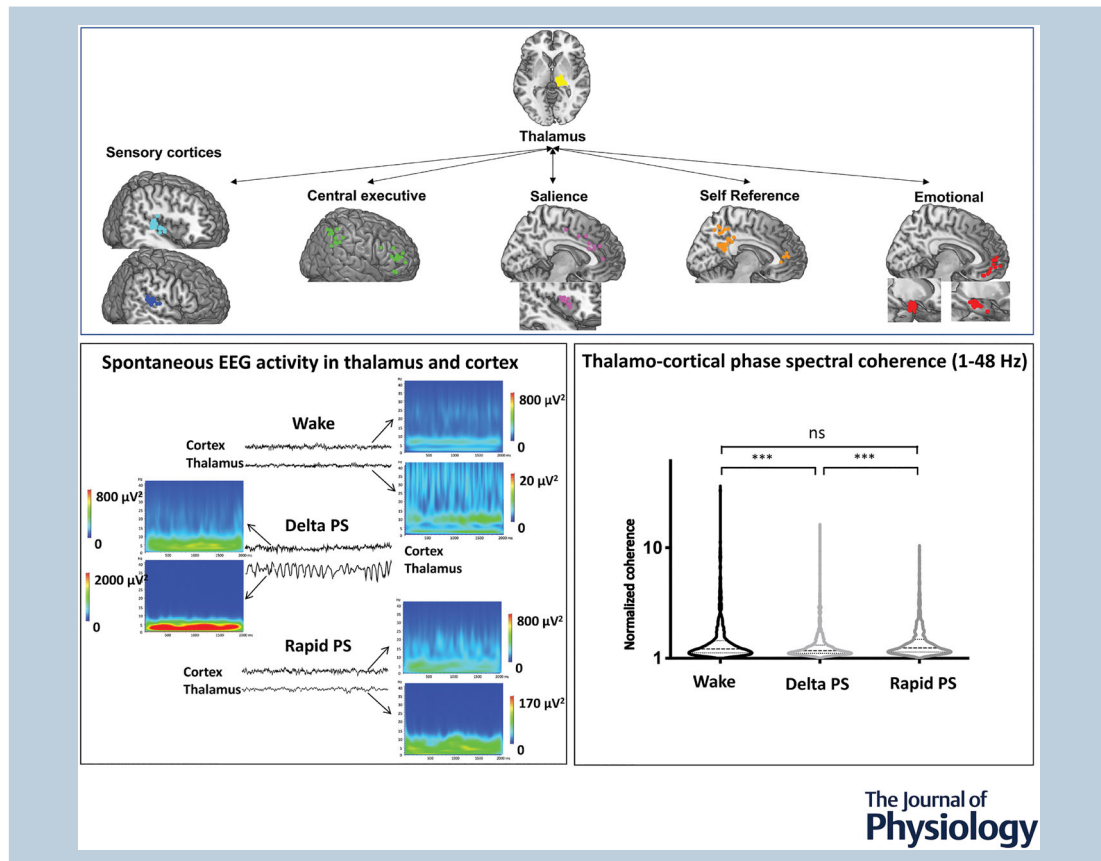 Thalamus
Sensory cortices
Central executive
Salience
Self Reference
Emotional
Spontaneous EEG activity in thalamus and cortex
Wake
Cortex
Thalamus
800 µV²
0
20 µV²
0
Delta PS
800 µV²
0
2000 µV²
0
Cortex
Thalamus
Rapid PS
Cortex
Thalamus
800 µV²
0
170 µV²
0
Thalamo-cortical phase spectral coherence (1-48 Hz)
ns
*** ***
Normalized coherence
10
1
Wake Delta PS Rapid PS
The Journal of
Physiology